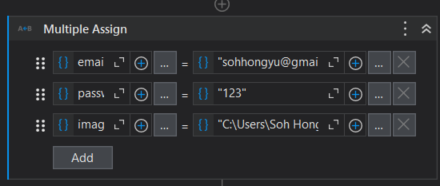 A=B Multiple Assign
{} emai ... = "sohhongyu@gmai ...
{} passv ... = "123" ...
{} imag ... = "C:\Users\Soh Hong ...
Add